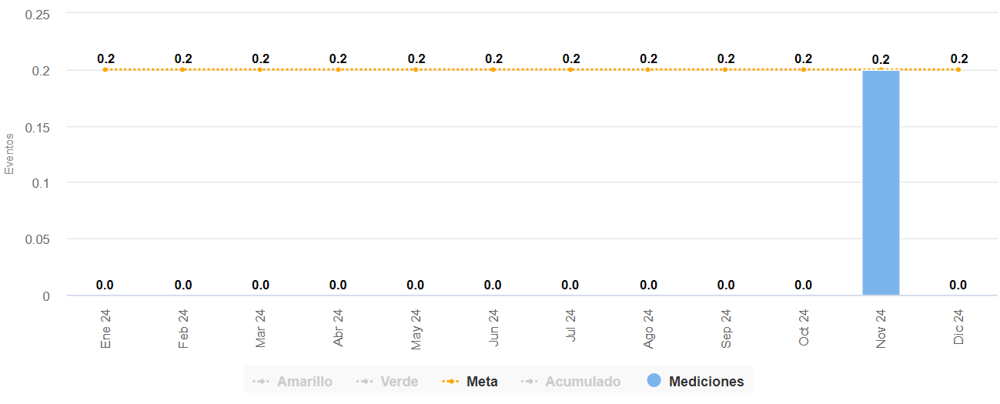 0.25
0.2 0.2 0.2 0.2 0.2 0.2 0.2 0.2 0.2 0.2 0.2 0.2
0.2
0.15
Eventos
0.1
0.05
0.0 0.0 0.0 0.0 0.0 0.0 0.0 0.0 0.0 0.0 0.0
0
Ene 24
Feb 24
Mar 24
Abr 24
May 24
Jun 24
Jul 24
Ago 24
Sep 24
Oct 24
Nov 24
Dic 24
Amarillo Verde Meta Acumulado Mediciones